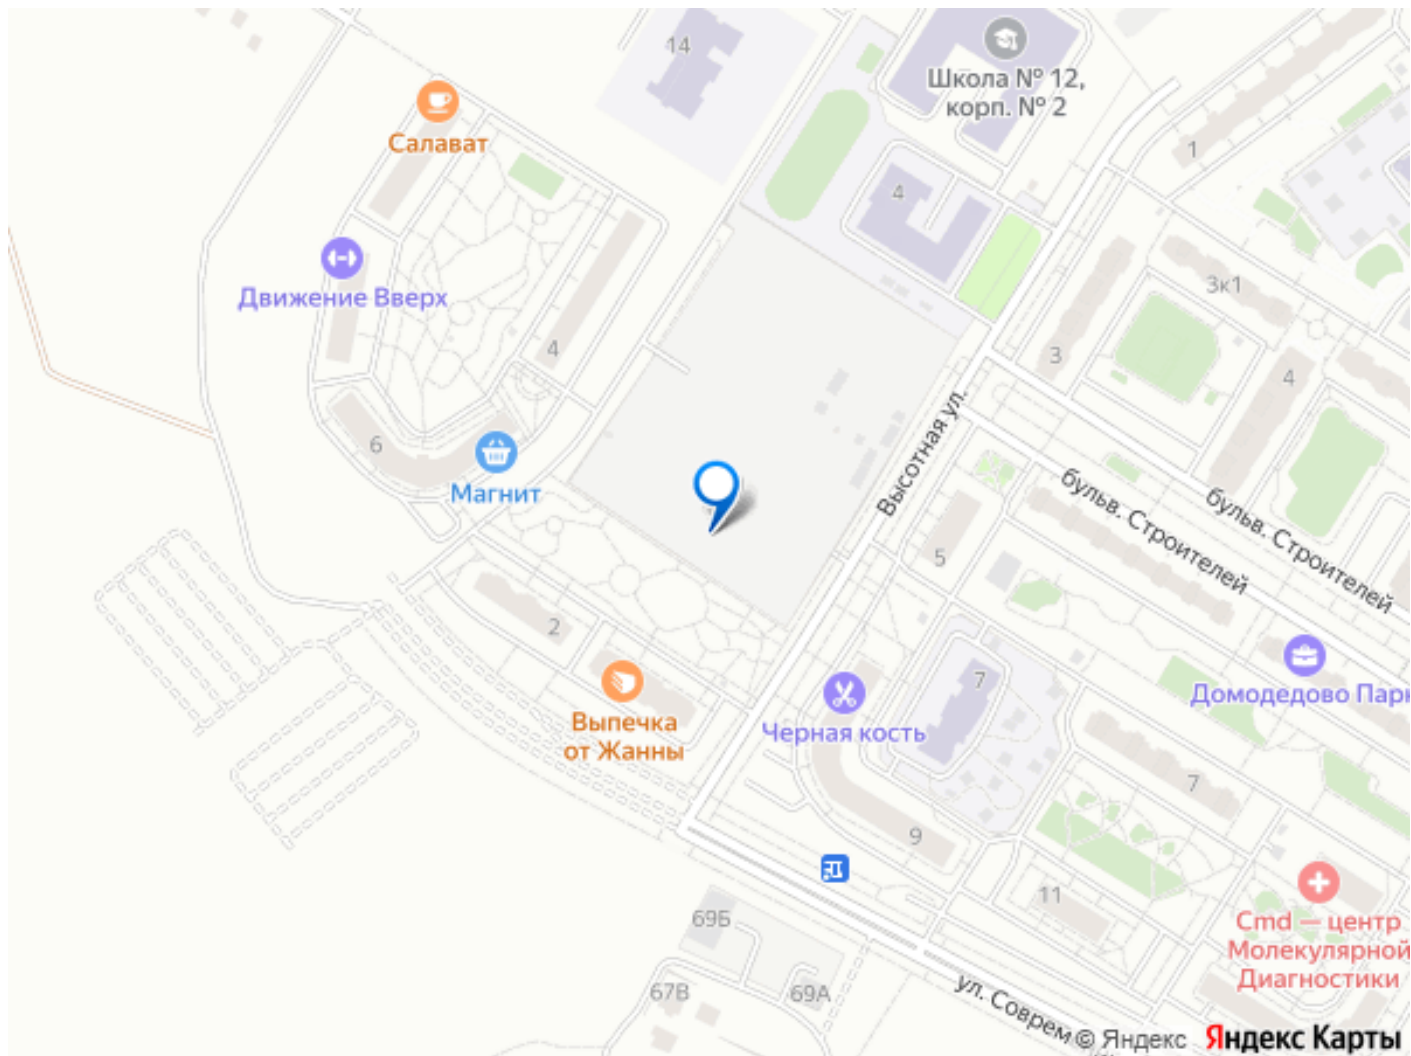 14
Школа № 12,
корп. № 2
Салават
1
4
Движение Вверх
3к1
4
3
4
6
Высотная ул.
Магнит
бульв. Строителей
бульв. Строителей
5
2
7
Домодедово Парк
Выпечка
от Жанны
Черная кость
7
9
11
69Б
Cmd — центр
Молекулярной
Диагностики
67В
69А
ул. Соврем
© Яндекс Яндекс Карты